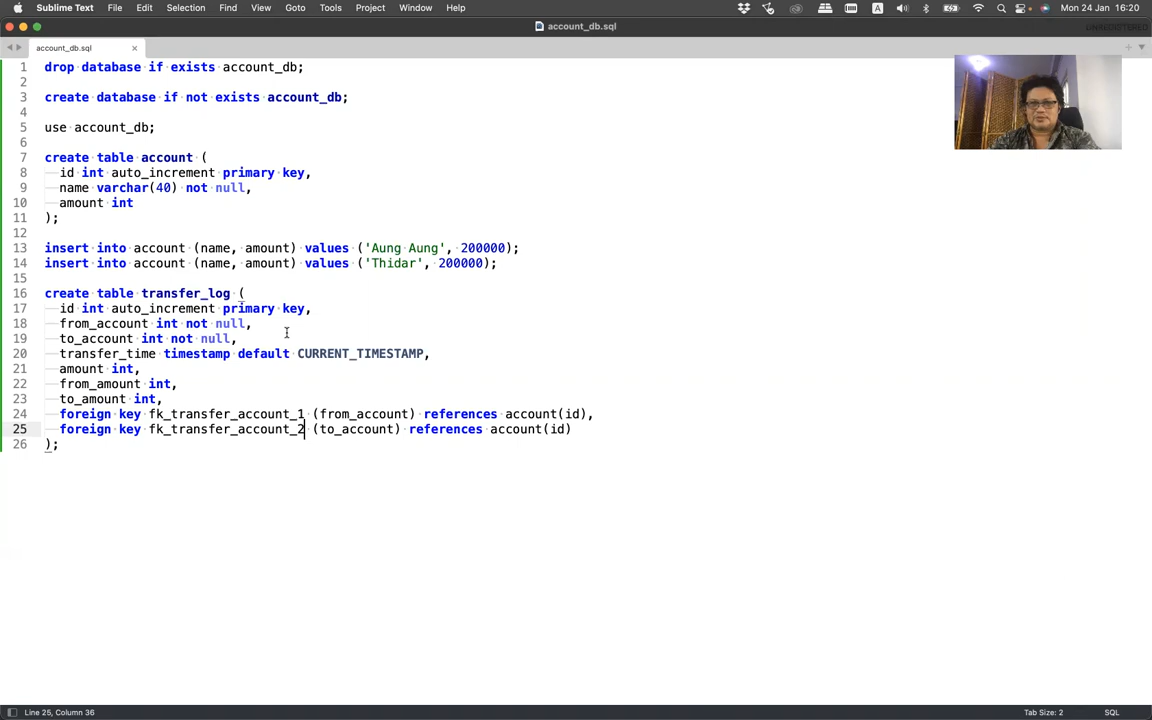 Sublime Text File Edit Selection Find View Goto Tools Project Window Help A Mon 24 Jan 16:20
account_db.sql
UNREGISTERED
account_db.sql ×
1 drop database if exists account_db;
2
3 create database if not exists account_db;
4
5 use account_db;
6
7 create table account (
8 id int auto_increment primary key,
9 name varchar(40) not null,
10 amount int
11 );
12
13 insert into account (name, amount) values ('Aung Aung', 200000);
14 insert into account (name, amount) values ('Thidar', 200000);
15
16 create table transfer_log (
17 id int auto_increment primary key,
18 from_account int not null,
19 to_account int not null,
20 transfer_time timestamp default CURRENT_TIMESTAMP,
21 amount int,
22 from_amount int,
23 to_amount int,
24 foreign key fk_transfer_account_1 (from_account) references account(id),
25 foreign key fk_transfer_account_2 (to_account) references account(id)
26 );
Line 25, Column 36 Tab Size: 2 SQL